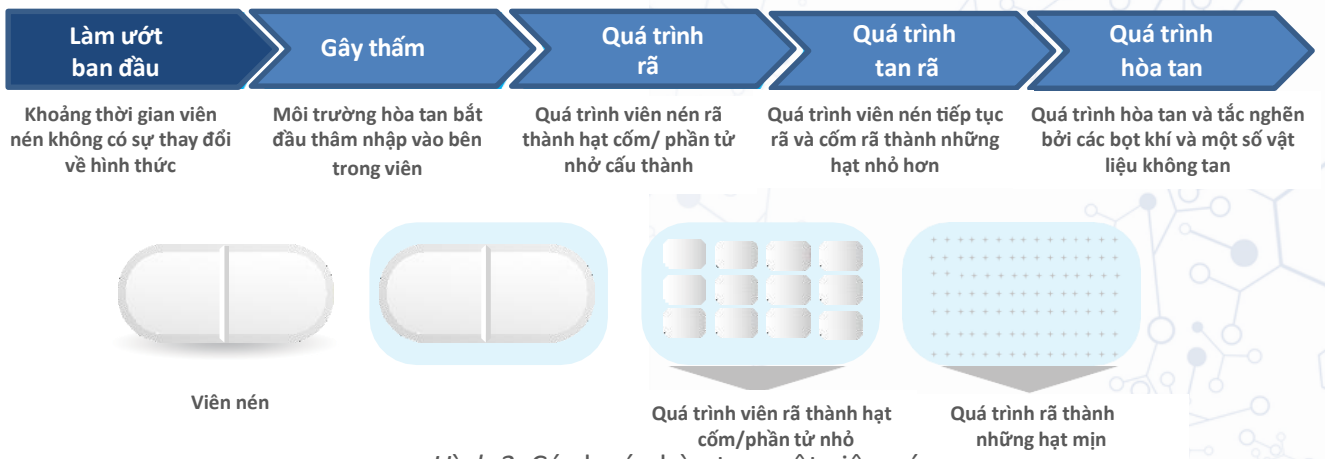 Làm ướt
ban đầu
Gây thấm
Quá trình
rã
Quá trình
tan rã
Quá trình
hòa tan
Khoảng thời gian viên
nén không có sự thay đổi
về hình thức
Môi trường hòa tan bắt
đầu thâm nhập vào bên
trong viên
Quá trình viên nén rã
thành hạt cốm/ phần tử
nhở cấu thành
Quá trình viên nén tiếp tục
rã và cốm rã thành những
hạt nhỏ hơn
Quá trình hòa tan và tắc nghẽn
bởi các bọt khí và một số vật
liệu không tan
Viên nén
Quá trình viên rã thành hạt
cốm/phần tử nhỏ
Quá trình rã thành
những hạt mịn